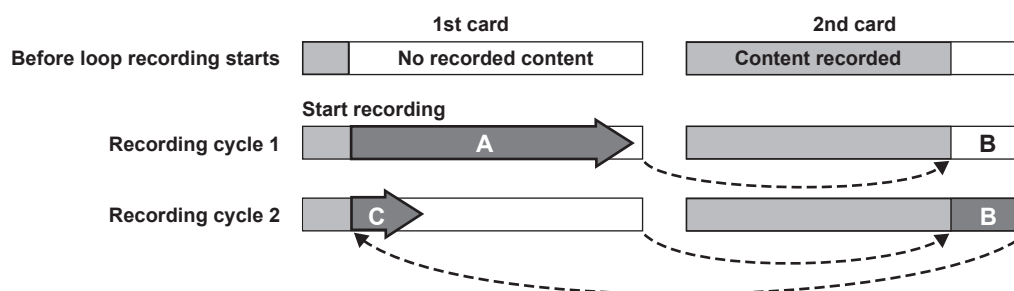 1st card 2nd card
Before loop recording starts No recorded content Content recorded
Start recording
Recording cycle 1 A B
Recording cycle 2 C B